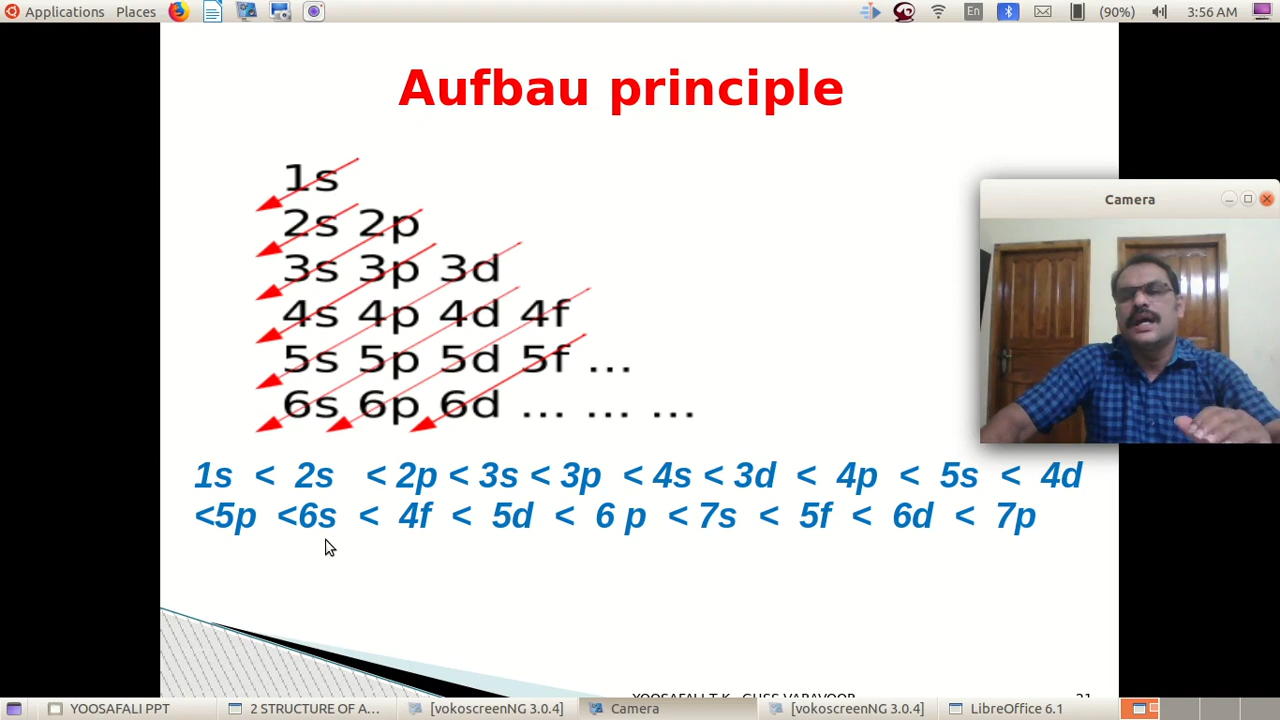 Applications Places En (90%) 3:56 AM
Aufbau principle
1s
2s 2p
3s 3p 3d
4s 4p 4d 4f
5s 5p 5d 5f ...
6s 6p 6d ... ... ...
Camera
1s < 2s < 2p < 3s < 3p < 4s < 3d < 4p < 5s < 4d
<5p <6s < 4f < 5d < 6 p < 7s < 5f < 6d < 7p
YOOSAFALI PPT 2 STRUCTURE OF A... [vokoscreenNG 3.0.4] Camera [vokoscreenNG 3.0.4] LibreOffice 6.1